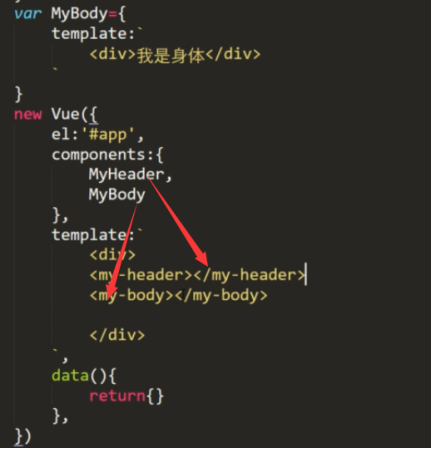 var MyBody={
template:`
<div>我是身体</div>
`
}
new Vue({
el:'#app',
components:{
MyHeader,
MyBody
},
template:`
<div>
<my-header></my-header>
<my-body></my-body>
</div>
`,
data(){
return{}
},
})